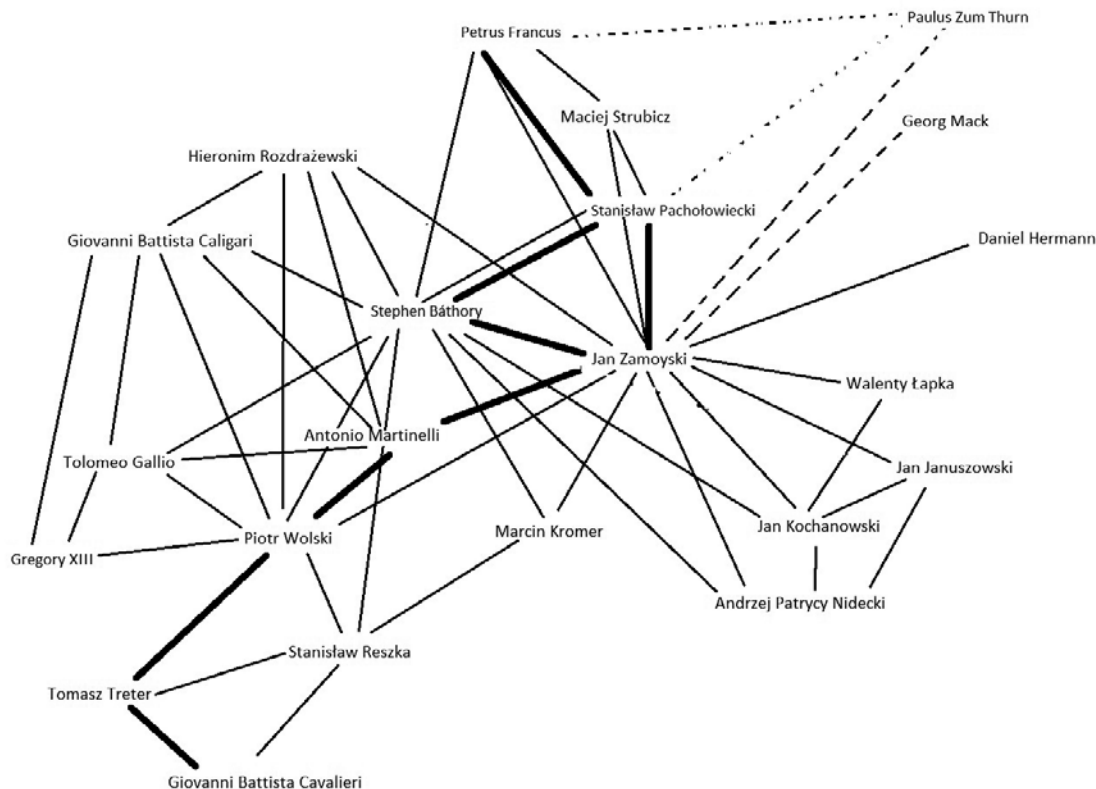 Paulus Zum Thurn
Petrus Francus
Maciej Strubicz
Georg Mack
Hieronim Rozdrażewski
Stanisław Pachołowiecki
Giovanni Battista Caligari
Daniel Hermann
Stephen Báthory
Jan Zamoyski
Walenty Łapka
Antonio Martinelli
Tolomeo Gallio
Jan Januszowski
Jan Kochanowski
Marcin Kromer
Piotr Wolski
Gregory XIII
Andrzej Patrycy Nidecki
Stanisław Reszka
Tomasz Treter
Giovanni Battista Cavalieri